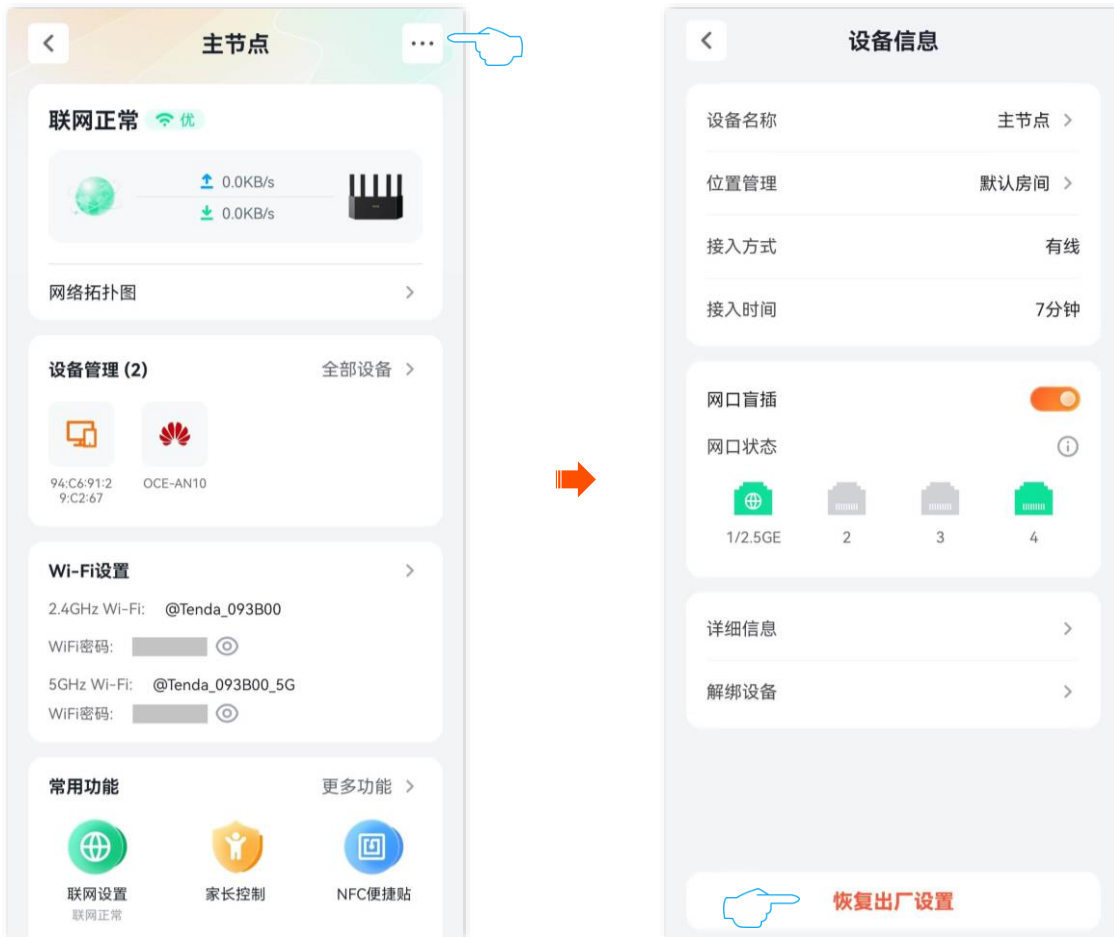 主节点
...
联网正常 优
0.0KB/s
0.0KB/s
网络拓扑图
设备管理 (2)
全部设备
94:C6:91:2
9:C2:67
OCE-AN10
Wi-Fi设置
2.4GHz Wi-Fi: @Tenda_093B00
WiFi密码:
5GHz Wi-Fi: @Tenda_093B00_5G
WiFi密码:
常用功能
更多功能
联网设置
联网正常
家长控制
NFC便捷贴
设备信息
设备名称 主节点
位置管理 默认房间
接入方式 有线
接入时间 7分钟
网口盲插
网口状态
1/2.5GE 2 3 4
详细信息
解绑设备
恢复出厂设置